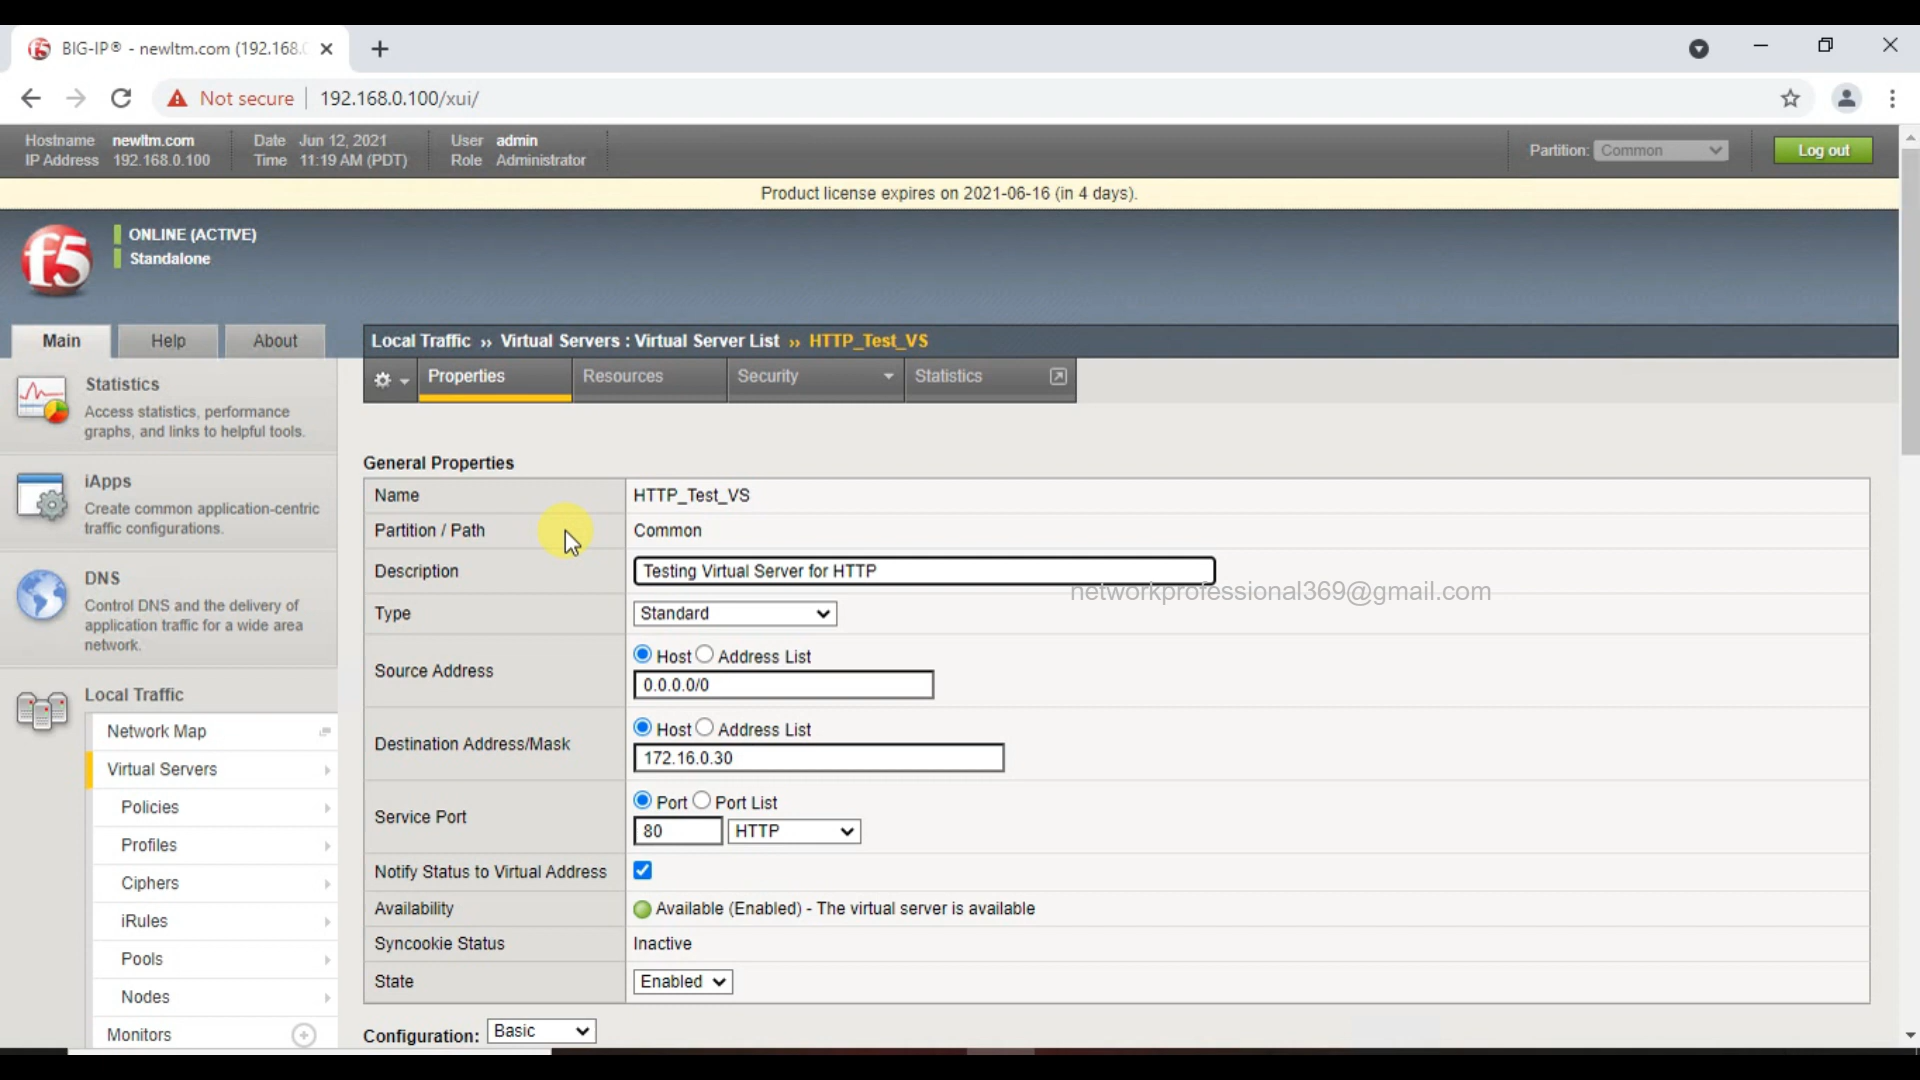 BIG-IP® - newltm.com (192.168.0
Not secure
192.168.0.100/xui/
Hostname newltm.com
IP Address 192.168.0.100
Date Jun 12, 2021
Time 11:19 AM (PDT)
User admin
Role Administrator
Partition: Common
Log out
Product license expires on 2021-06-16 (in 4 days).
f5
ONLINE (ACTIVE)
Standalone
Main
Help
About
Local Traffic ›› Virtual Servers : Virtual Server List ›› HTTP_Test_VS
Properties
Resources
Security
Statistics
Statistics
Access statistics, performance
graphs, and links to helpful tools.
iApps
Create common application-centric
traffic configurations.
DNS
Control DNS and the delivery of
application traffic for a wide area
network.
Local Traffic
Network Map
Virtual Servers
Policies
Profiles
Ciphers
iRules
Pools
Nodes
Monitors
General Properties
Name HTTP_Test_VS
Partition / Path Common
Description Testing Virtual Server for HTTP
networkprofessional369@gmail.com
Type Standard
Source Address
Host Address List
0.0.0.0/0
Destination Address/Mask
Host Address List
172.16.0.30
Service Port
Port Port List
80 HTTP
Notify Status to Virtual Address
Availability Available (Enabled) - The virtual server is available
Syncookie Status Inactive
State Enabled
Configuration: Basic